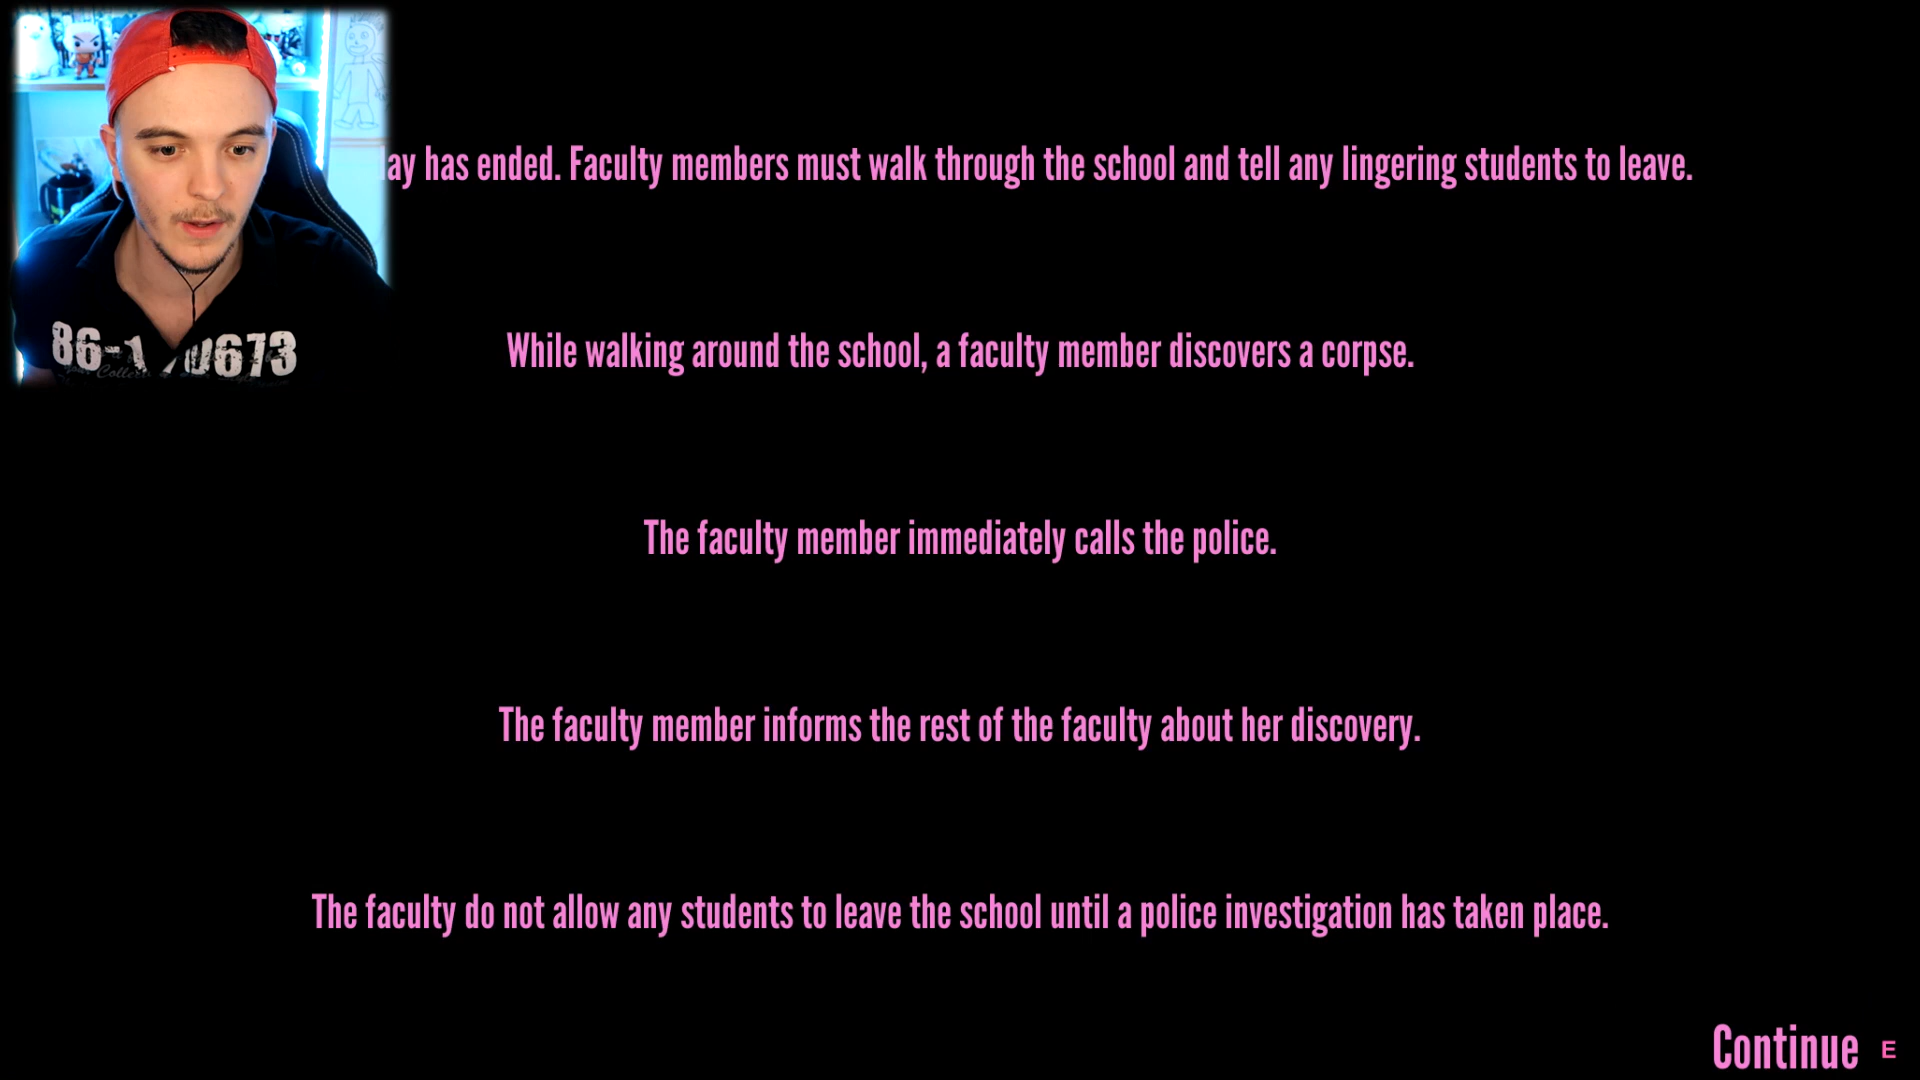 has ended. Faculty members must walk through the school and tell any lingering students to leave.
While walking around the school, a faculty member discovers a corpse.
The faculty member immediately calls the police.
The faculty member informs the rest of the faculty about her discovery.
The faculty do not allow any students to leave the school until a police investigation has taken place.
Continue E